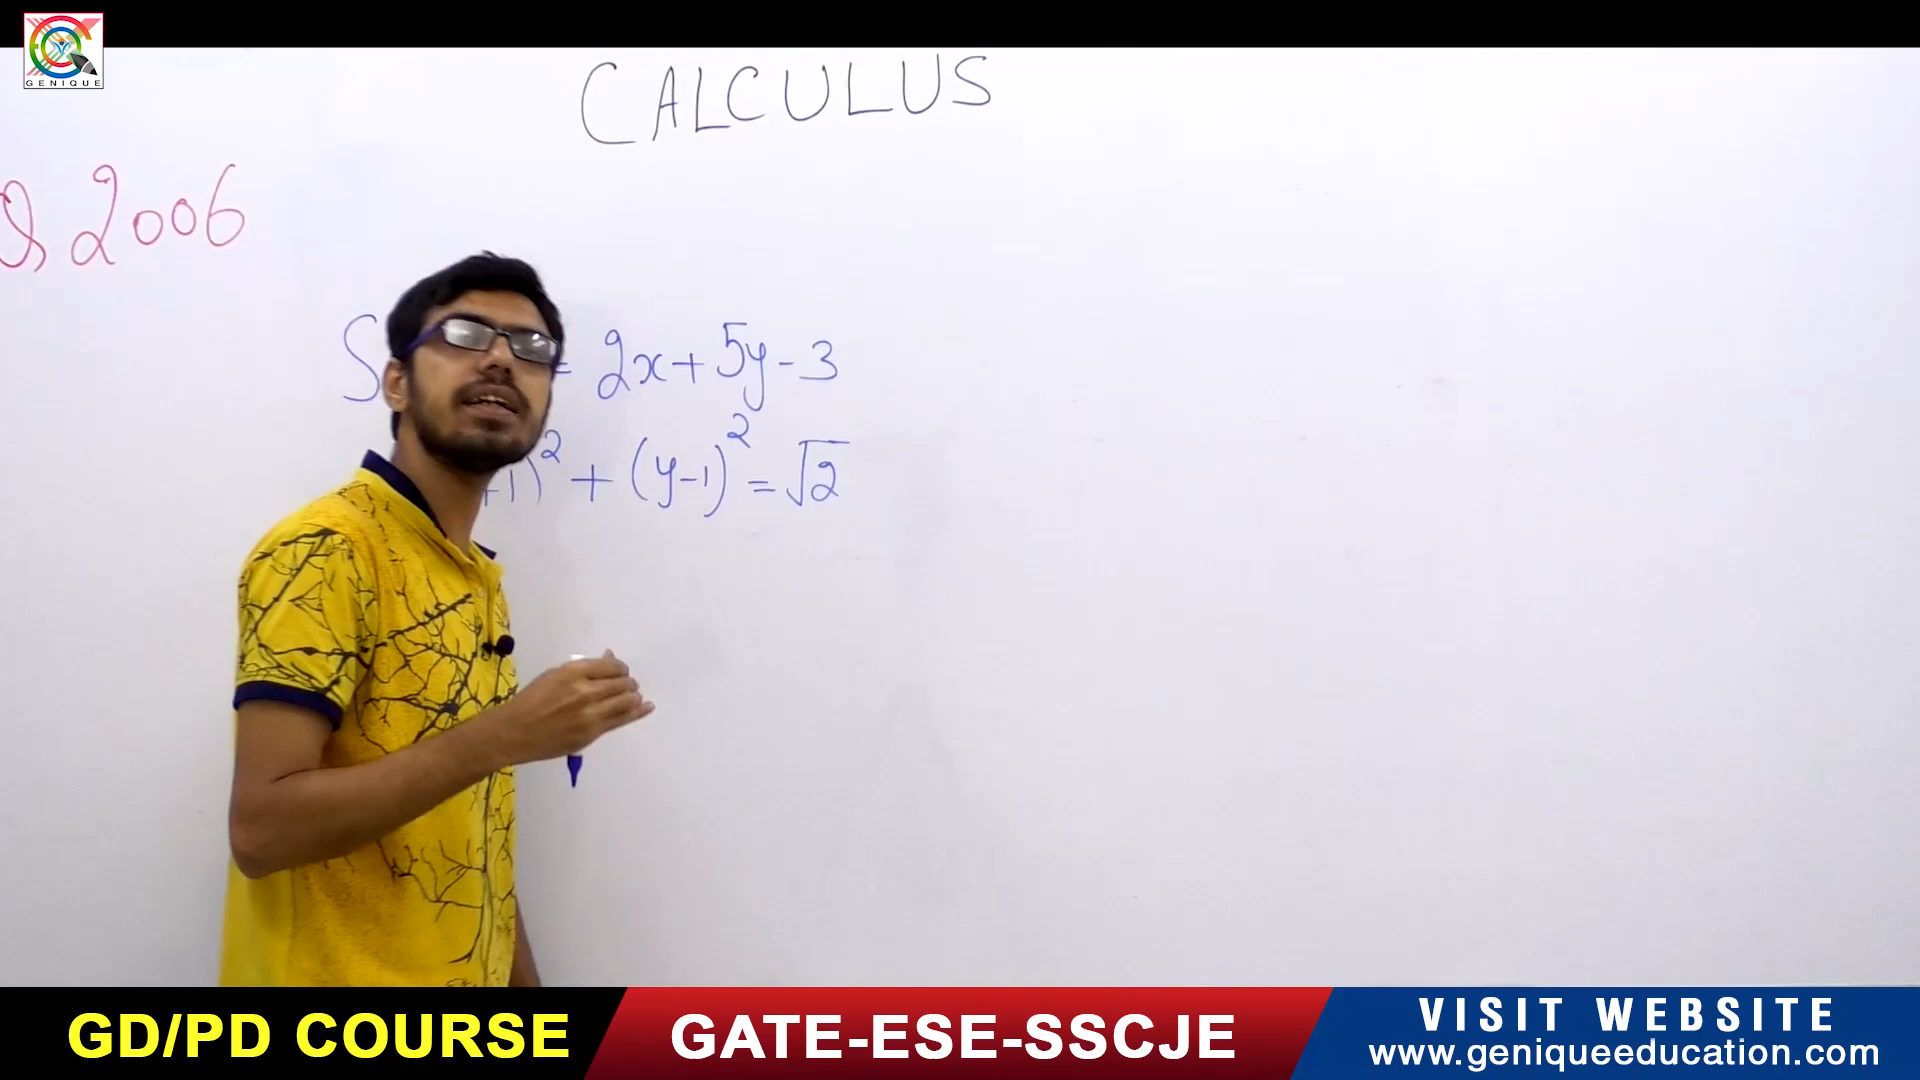 GENIQUE
CALCULUS
2006
= 2x + 5y - 3
+1)² + (y-1)² = √2
GD/PD COURSE
GATE-ESE-SSCJE
VISIT WEBSITE
www.geniqueeducation.com